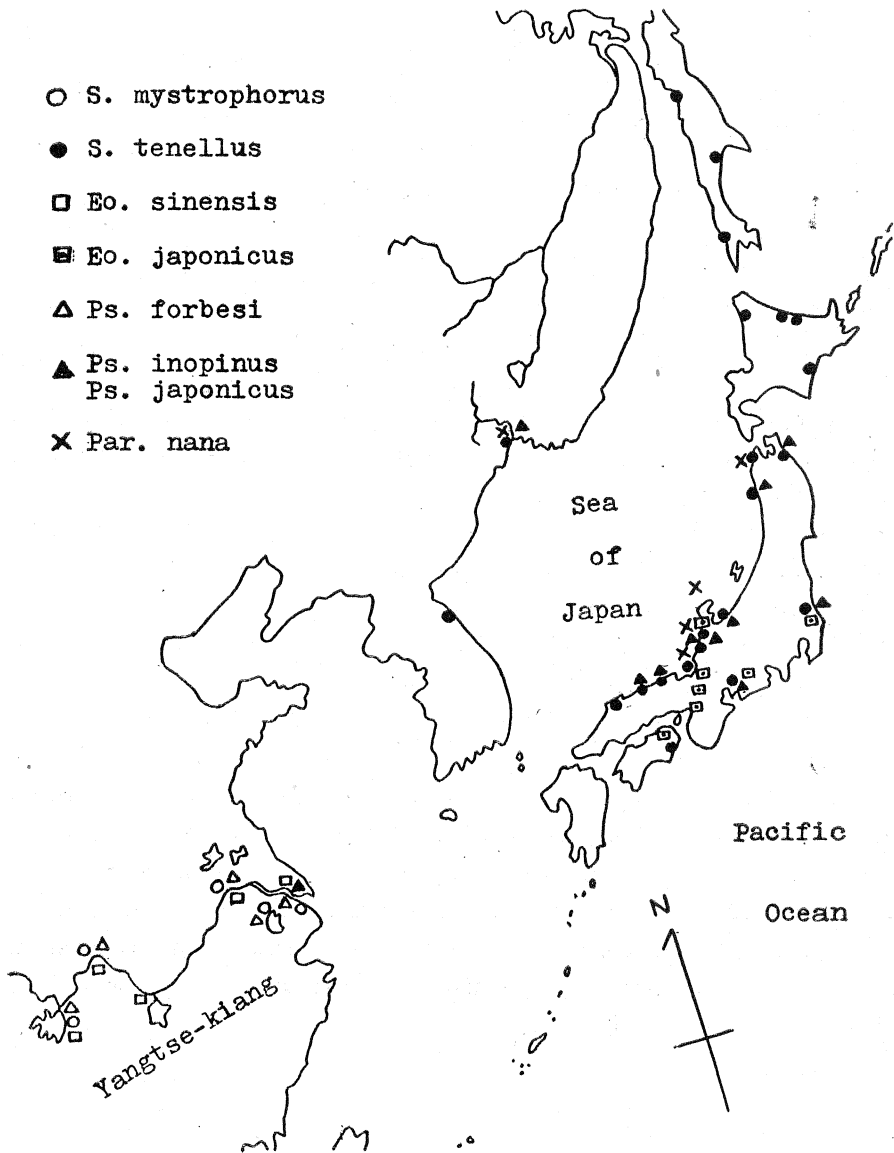 S. mystrophorus
S. tenellus
Eo. sinensis
Eo. japonicus
Ps. forbesi
Ps. inopinus
Ps. japonicus
Par. nana
Sea
of
Japan
Pacific
Ocean
N
Yangtse-kiang